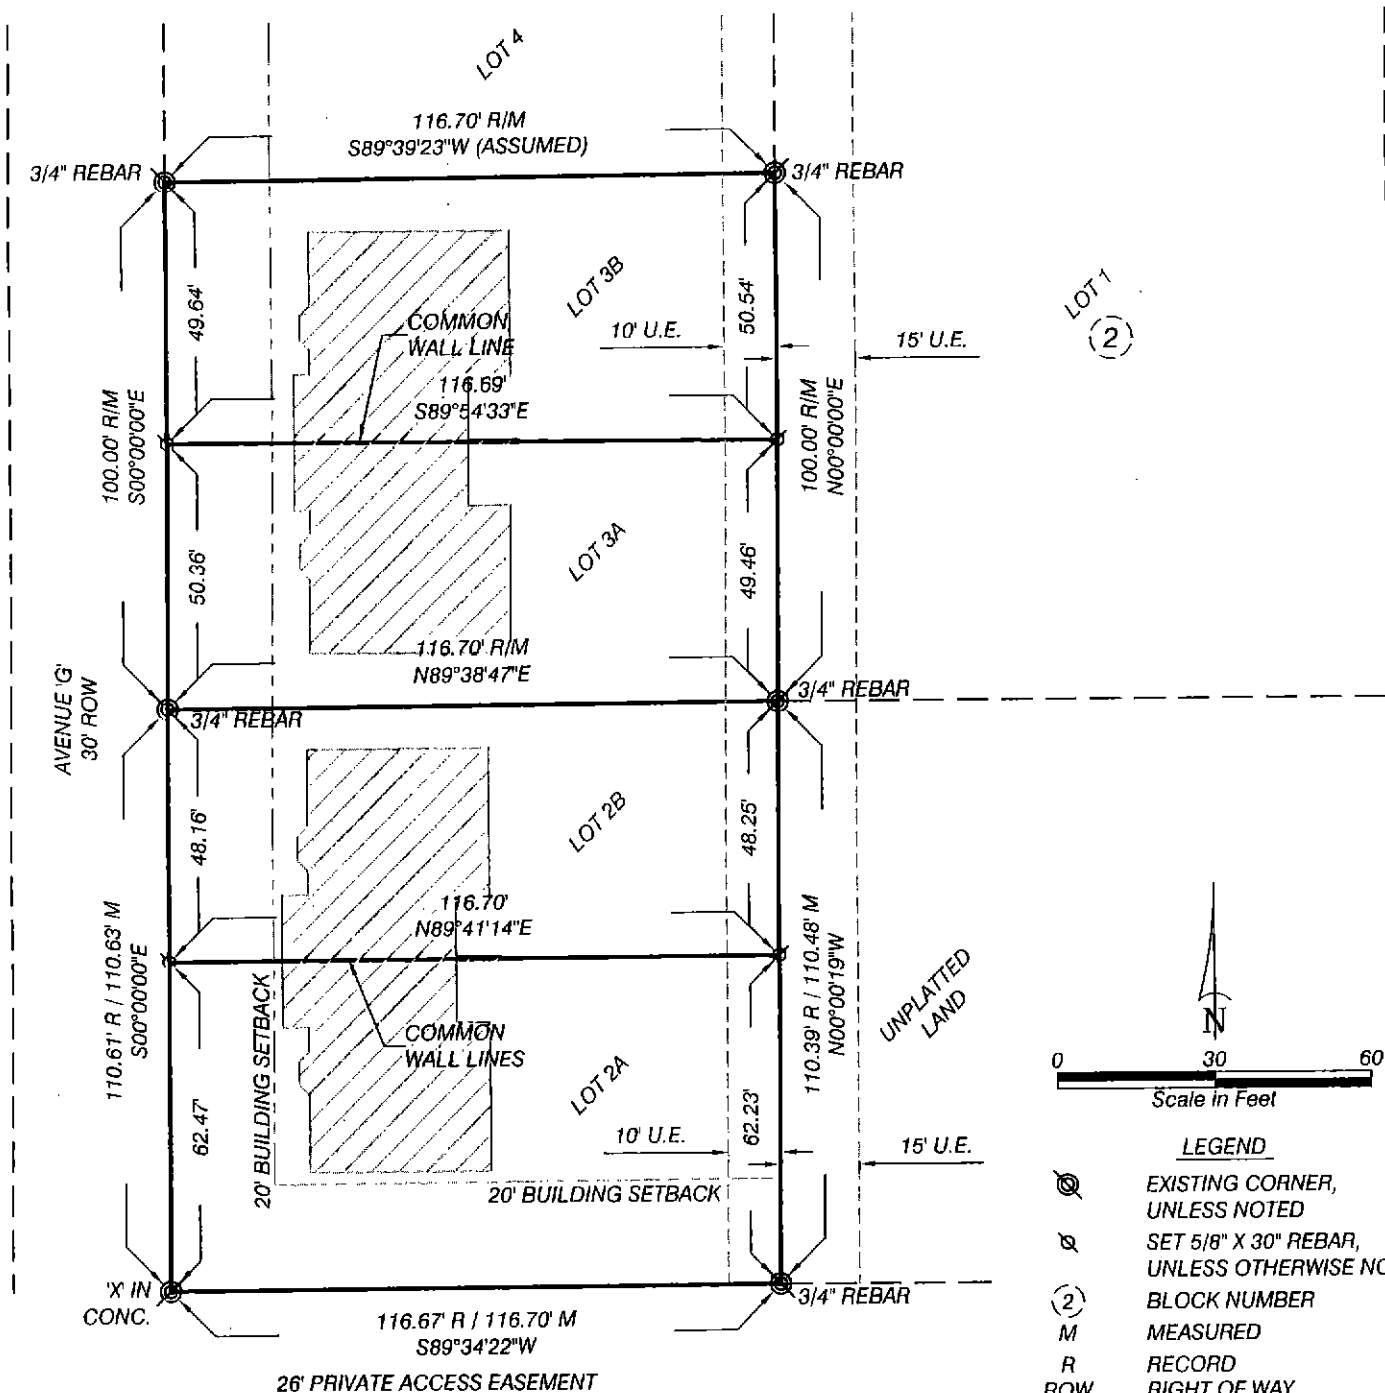 LOT 4
116.70' R/M
S89°39'23"W (ASSUMED)
3/4" REBAR
3/4" REBAR
49.64'
50.54'
LOT 3B
LOT 1
2
COMMON
WALL LINE
10' U.E.
15' U.E.
116.69'
S89°54'33"E
100.00' R/M
S00°00'00"E
100.00' R/M
N00°00'00"E
50.36'
49.46'
LOT 3A
116.70' R/M
N89°38'47"E
AVENUE 'G'
30' ROW
3/4" REBAR
3/4" REBAR
48.16'
48.25'
LOT 2B
116.70'
N89°41'14"E
110.61' R / 110.63' M
S00°00'00"E
110.39' R / 110.48' M
N00°00'19"W
UNPLATTED
LAND
20' BUILDING SETBACK
COMMON
WALL LINES
LOT 2A
62.47'
62.23'
10' U.E.
15' U.E.
20' BUILDING SETBACK
'X' IN
CONC.
3/4" REBAR
116.67' R / 116.70' M
S89°34'22"W
26' PRIVATE ACCESS EASEMENT
N
0 30 60
Scale in Feet
LEGEND
EXISTING CORNER,
UNLESS NOTED
SET 5/8" X 30" REBAR,
UNLESS OTHERWISE NO
2 BLOCK NUMBER
M MEASURED
R RECORD
ROW RIGHT OF WAY